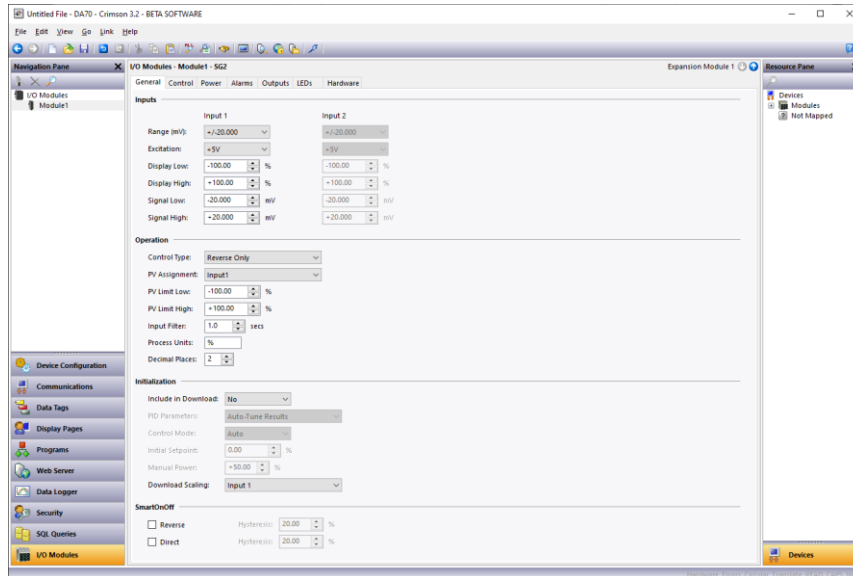 Untitled File - DA70 - Crimson 3.2 - BETA SOFTWARE
File Edit View Go Link Help
Navigation Pane
I/O Modules - Module1 - SG2
Expansion Module 1
Resource Pane
I/O Modules
Module1
General Control Power Alarms Outputs LEDs Hardware
Devices
Modules
Not Mapped
Inputs
Input 1 Input 2
Range (mV): +/-20.000 +/-20.000
Excitation: +5V +5V
Display Low: -100.00 % -100.00 %
Display High: +100.00 % +100.00 %
Signal Low: -20.000 mV -20.000 mV
Signal High: +20.000 mV +20.000 mV
Operation
Control Type: Reverse Only
PV Assignment: Input1
PV Limit Low: -100.00 %
PV Limit High: +100.00 %
Input Filter: 1.0 secs
Process Units: %
Decimal Places: 2
Initialization
Include in Download: No
PID Parameters: Auto-Tune Results
Control Mode: Auto
Initial Setpoint: 0.00 %
Manual Power: +50.00 %
Download Scaling: Input 1
SmartOnOff
Reverse Hysteresis: 20.00 %
Direct Hysteresis: 20.00 %
Device Configuration
Communications
Data Tags
Display Pages
Programs
Web Server
Data Logger
Security
SQL Queries
I/O Modules
Devices